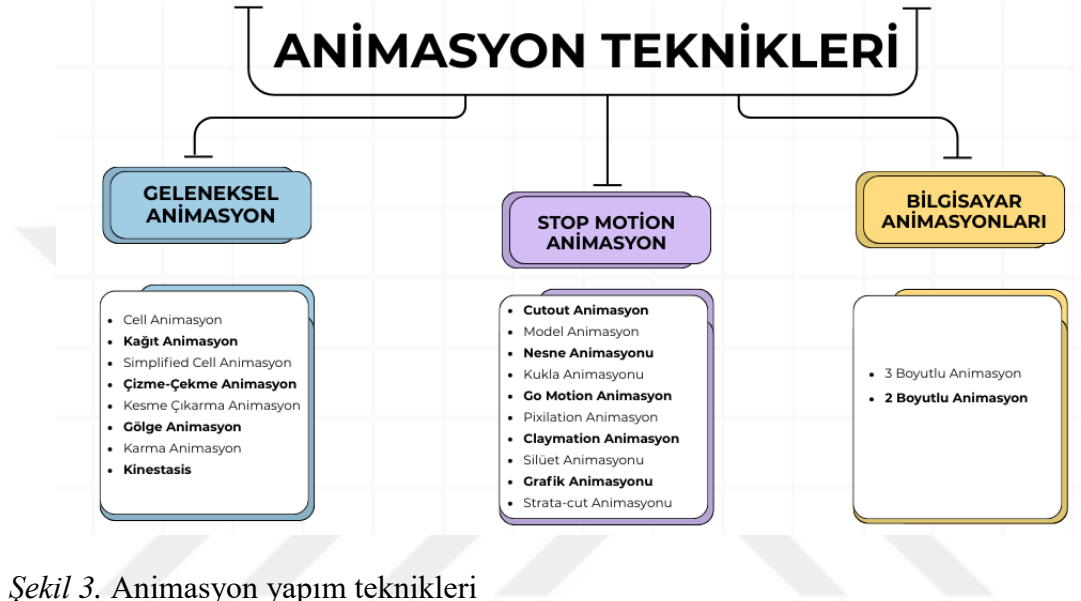 ANİMASYON TEKNİKLERİ
GELENEKSEL
ANİMASYON
• Cell Animasyon
• Kağıt Animasyon
• Simplified Cell Animasyon
• Çizme-Çekme Animasyon
• Kesme Çıkarma Animasyon
• Gölge Animasyon
• Karma Animasyon
• Kinestasis
STOP MOTİON
ANİMASYON
• Cutout Animasyon
• Model Animasyon
• Nesne Animasyonu
• Kukla Animasyonu
• Go Motion Animasyon
• Pixilation Animasyon
• Claymation Animasyon
• Silüet Animasyonu
• Grafik Animasyonu
• Strata-cut Animasyonu
BİLGİSAYAR
ANİMASYONLARI
• 3 Boyutlu Animasyon
• 2 Boyutlu Animasyon
Şekil 3. Animasyon yapım teknikleri